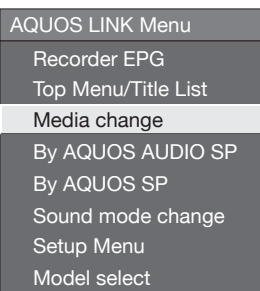 AQUOS LINK Menu
Recorder EPG
Top Menu/Title List
Media change
By AQUOS AUDIO SP
By AQUOS SP
Sound mode change
Setup Menu
Model select